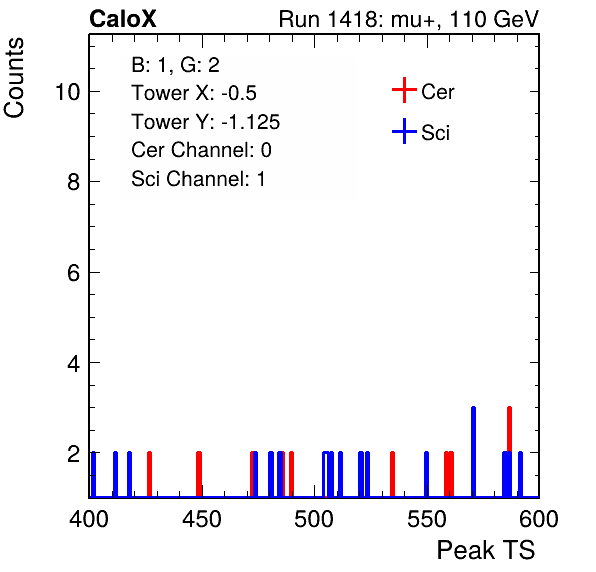 CaloX Run 1418: mu+, 110 GeV
Counts
B: 1, G: 2
Tower X: -0.5
Tower Y: -1.125
Cer Channel: 0
Sci Channel: 1
Cer
Sci
10
8
6
4
2
400 450 500 550 600
Peak TS